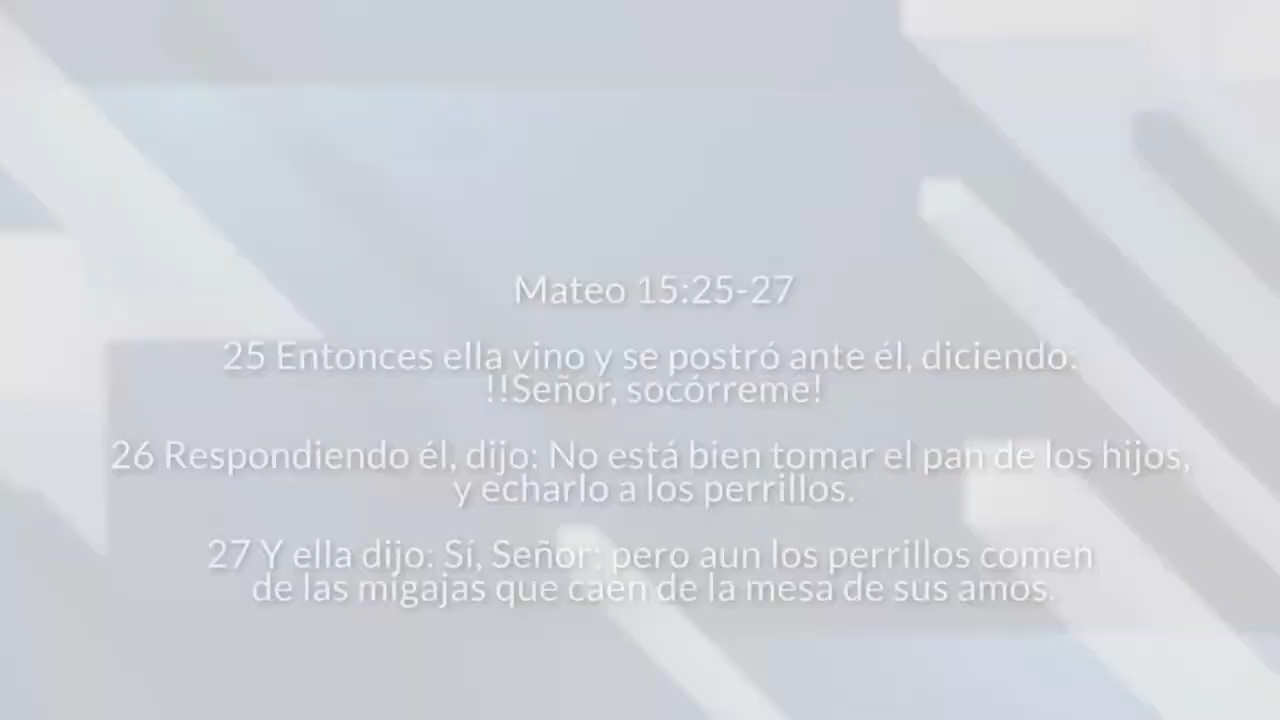 Mateo 15:25-27
25 Entonces ella vino y se postró ante él, diciendo:
!!Señor, socórreme!
26 Respondiendo él, dijo: No está bien tomar el pan de los hijos,
y echarlo a los perrillos.
27 Y ella dijo: Sí, Señor; pero aun los perrillos comen
de las migajas que caen de la mesa de sus amos.